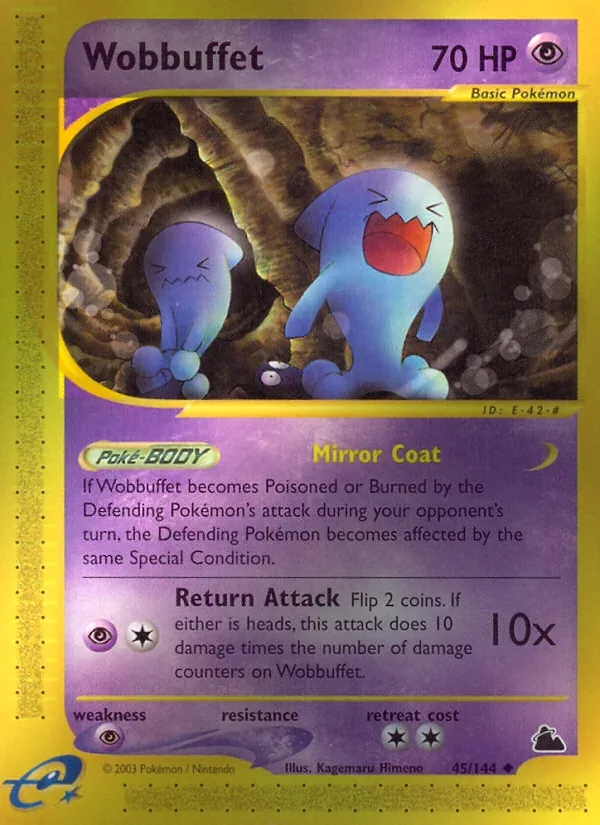 Wobbuffet 70 HP
Basic Pokémon
ID: E-42-#
Poké-BODY Mirror Coat
If Wobbuffet becomes Poisoned or Burned by the
Defending Pokémon's attack during your opponent's
turn, the Defending Pokémon becomes affected by the
same Special Condition.
Return Attack Flip 2 coins. If
either is heads, this attack does 10
damage times the number of damage
counters on Wobbuffet.
10x
weakness resistance retreat cost
© 2003 Pokémon / Nintendo Illus. Kagemaru Himeno 45/144
e